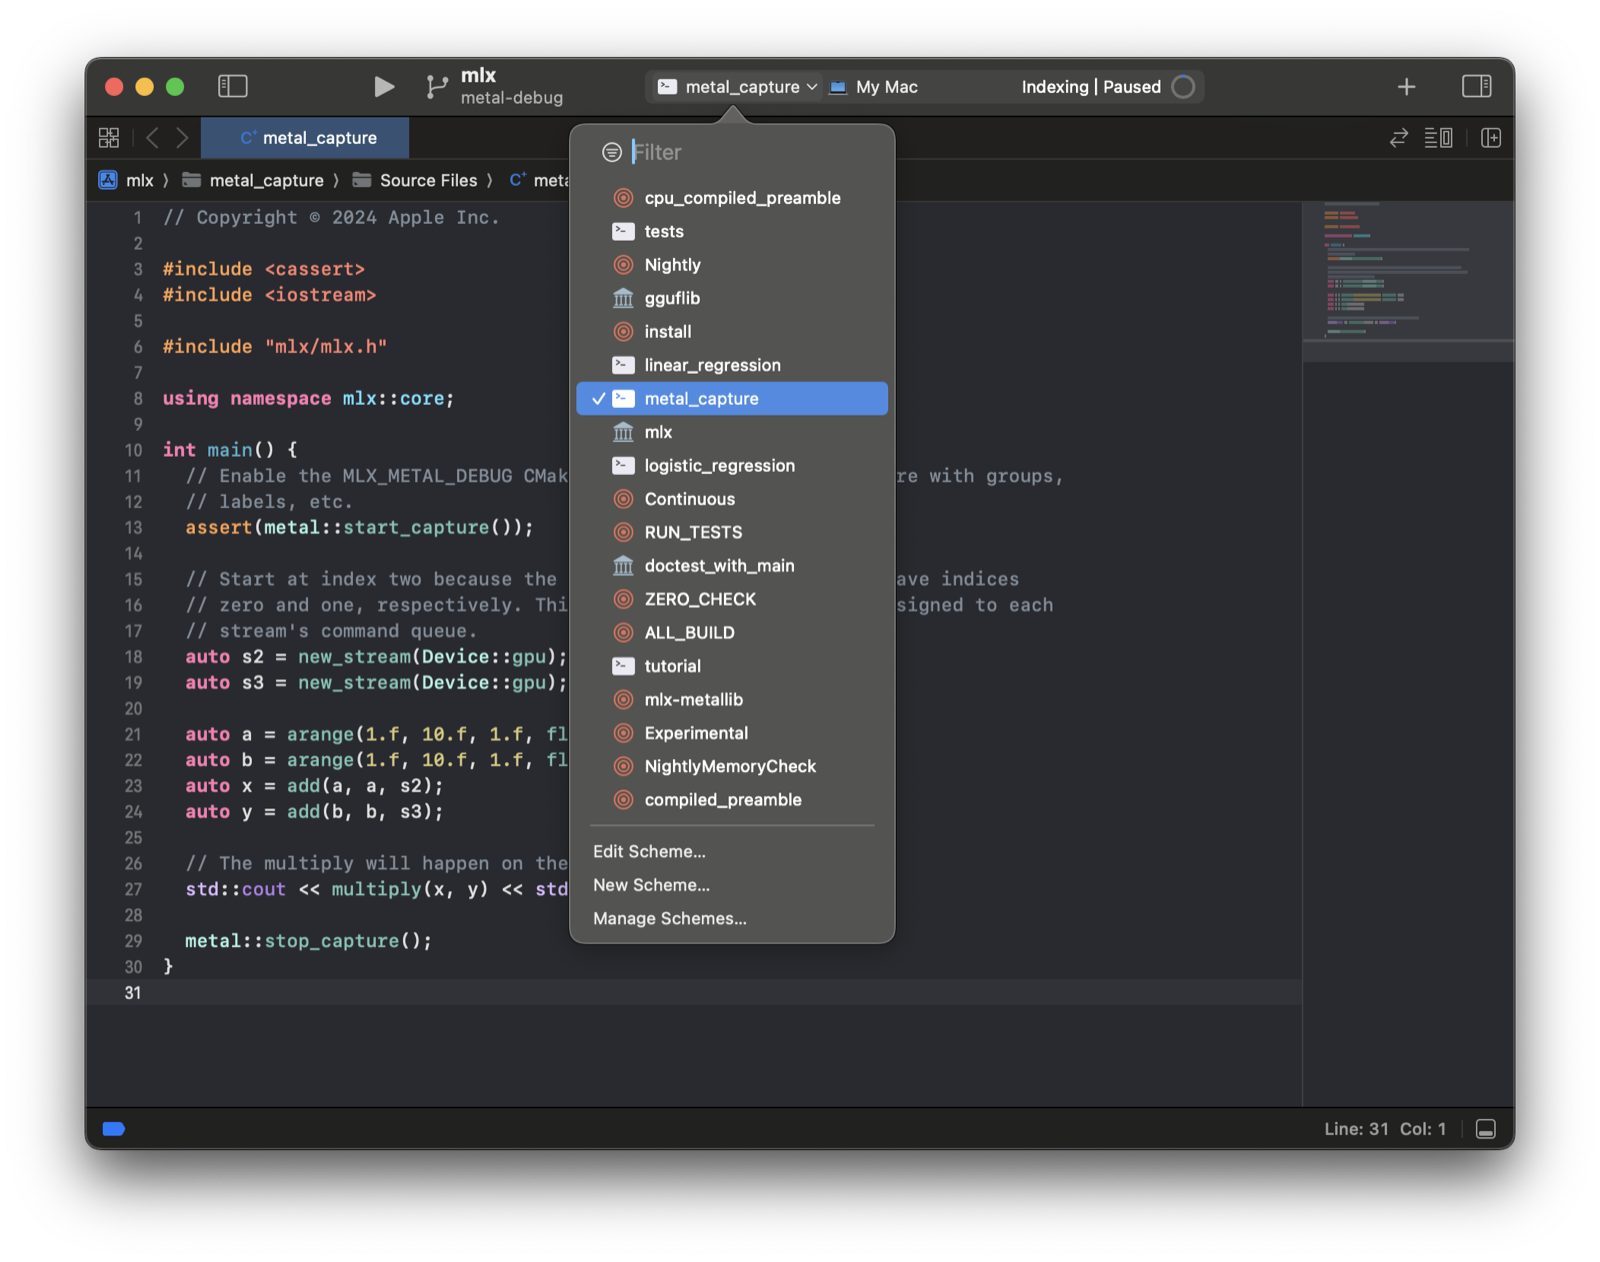 mlx
metal-debug
metal_capture
My Mac
Indexing | Paused
metal_capture
mlx
metal_capture
Source Files
Filter
cpu_compiled_preamble
tests
Nightly
gguflib
install
linear_regression
metal_capture
mlx
logistic_regression
Continuous
RUN_TESTS
doctest_with_main
ZERO_CHECK
ALL_BUILD
tutorial
mlx-metallib
Experimental
NightlyMemoryCheck
compiled_preamble
Edit Scheme...
New Scheme...
Manage Schemes...
1 // Copyright © 2024 Apple Inc.
2
3 #include <cassert>
4 #include <iostream>
5
6 #include "mlx/mlx.h"
7
8 using namespace mlx::core;
9
10 int main() {
11 // Enable the MLX_METAL_DEBUG CMak re with groups,
12 // labels, etc.
13 assert(metal::start_capture());
14
15 // Start at index two because the ave indices
16 // zero and one, respectively. Thi signed to each
17 // stream's command queue.
18 auto s2 = new_stream(Device::gpu);
19 auto s3 = new_stream(Device::gpu);
20
21 auto a = arange(1.f, 10.f, 1.f, fl
22 auto b = arange(1.f, 10.f, 1.f, fl
23 auto x = add(a, a, s2);
24 auto y = add(b, b, s3);
25
26 // The multiply will happen on the
27 std::cout << multiply(x, y) << std
28
29 metal::stop_capture();
30 }
31
Line: 31 Col: 1